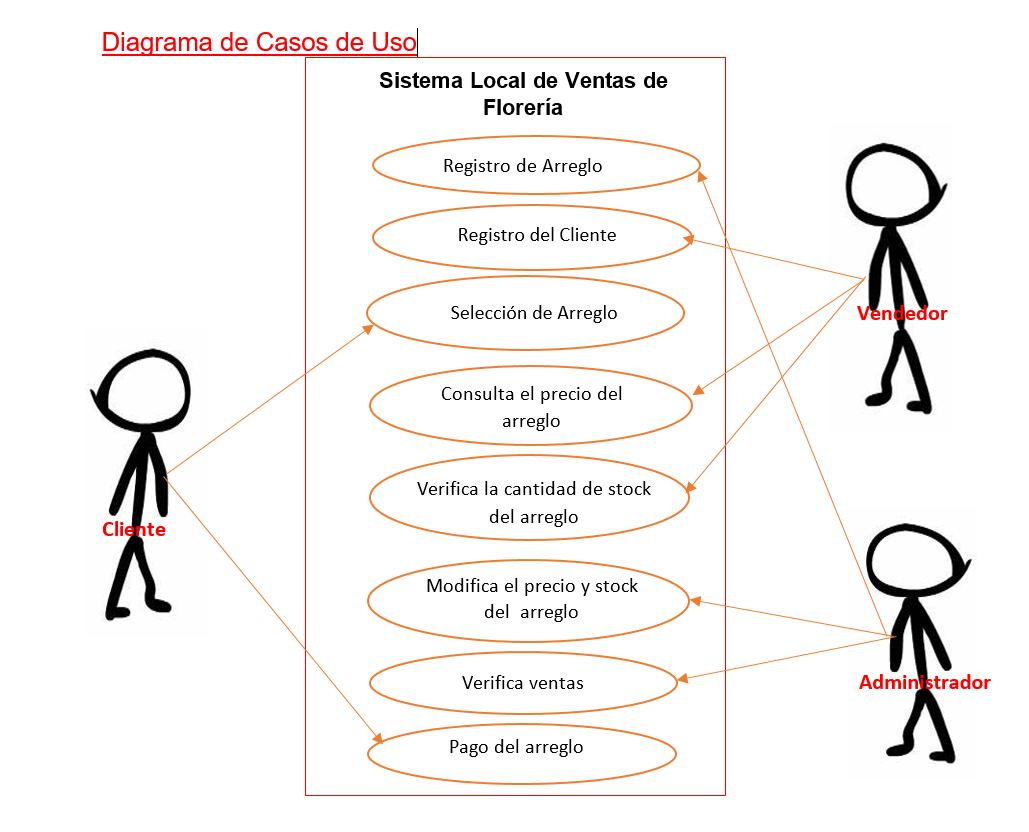 Diagrama de Casos de Uso
Sistema Local de Ventas de
Florería
Registro de Arreglo
Registro del Cliente
Selección de Arreglo
Vendedor
Consulta el precio del
arreglo
Verifica la cantidad de stock
del arreglo
Cliente
Modifica el precio y stock
del arreglo
Verifica ventas
Administrador
Pago del arreglo